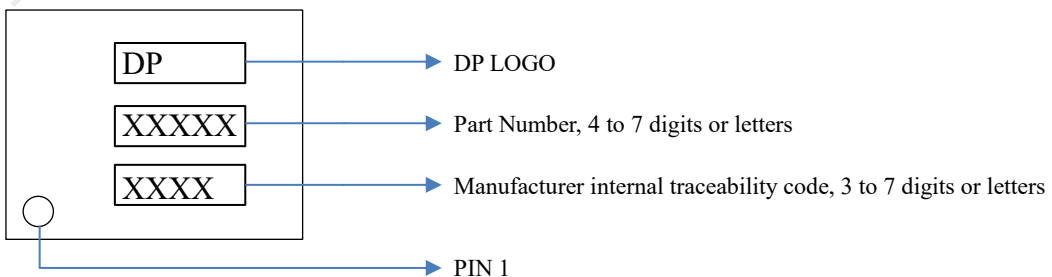 DP DP LOGO
XXXXX Part Number, 4 to 7 digits or letters
XXXX Manufacturer internal traceability code, 3 to 7 digits or letters
PIN 1